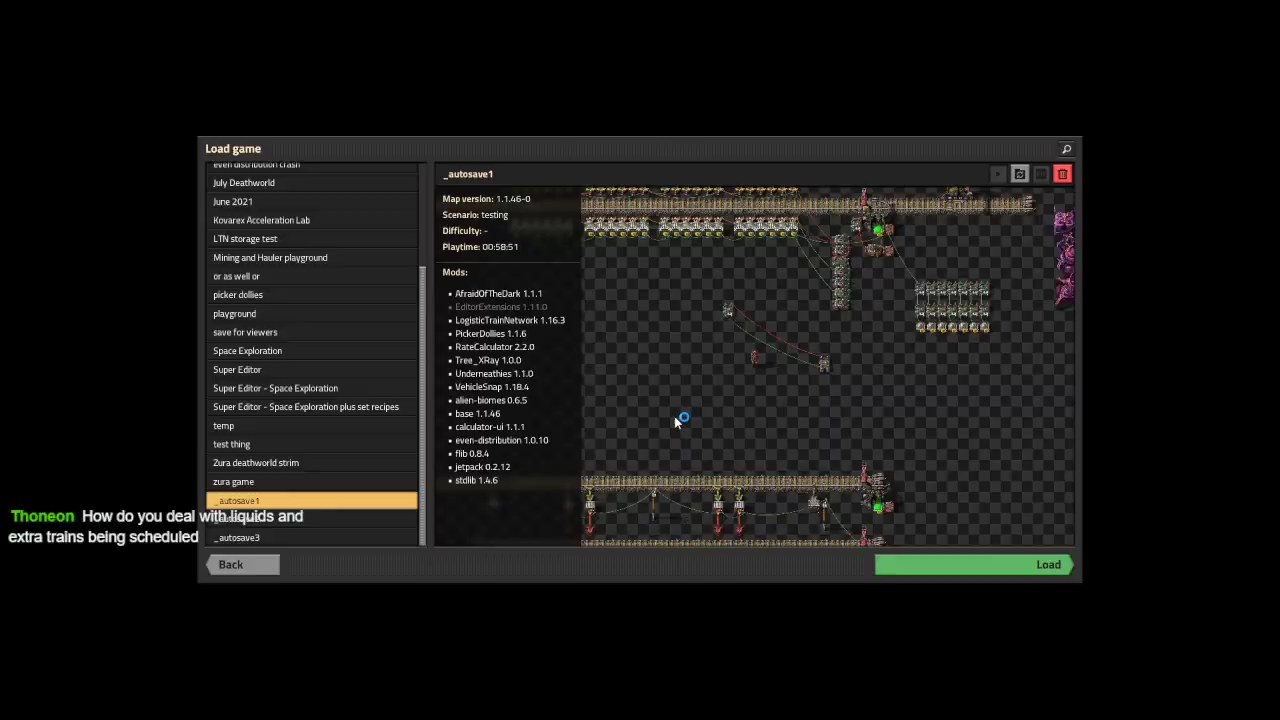 Load game
even distribution crash
July Deathworld
June 2021
Kovarex Acceleration Lab
LTN storage test
Mining and Hauler playground
or as well or
picker dollies
playground
save for viewers
Space Exploration
Super Editor
Super Editor - Space Exploration
Super Editor - Space Exploration plus set recipes
temp
test thing
Zura deathworld strim
zura game
_autosave1
_autosave3
Back
_autosave1
Map version: 1.1.46-0
Scenario: testing
Difficulty: -
Playtime: 00:58:51
Mods:
• AfraidOfTheDark 1.1.1
• EditorExtensions 1.11.0
• LogisticTrainNetwork 1.16.3
• PickerDollies 1.1.6
• RateCalculator 2.2.0
• Tree_XRay 1.0.0
• Underneathies 1.1.0
• VehicleSnap 1.18.4
• alien-biomes 0.6.5
• base 1.1.46
• calculator-ui 1.1.1
• even-distribution 1.0.10
• flib 0.8.4
• jetpack 0.2.12
• stdlib 1.4.6
Load
Thoneon How do you deal with liquids and
extra trains being scheduled